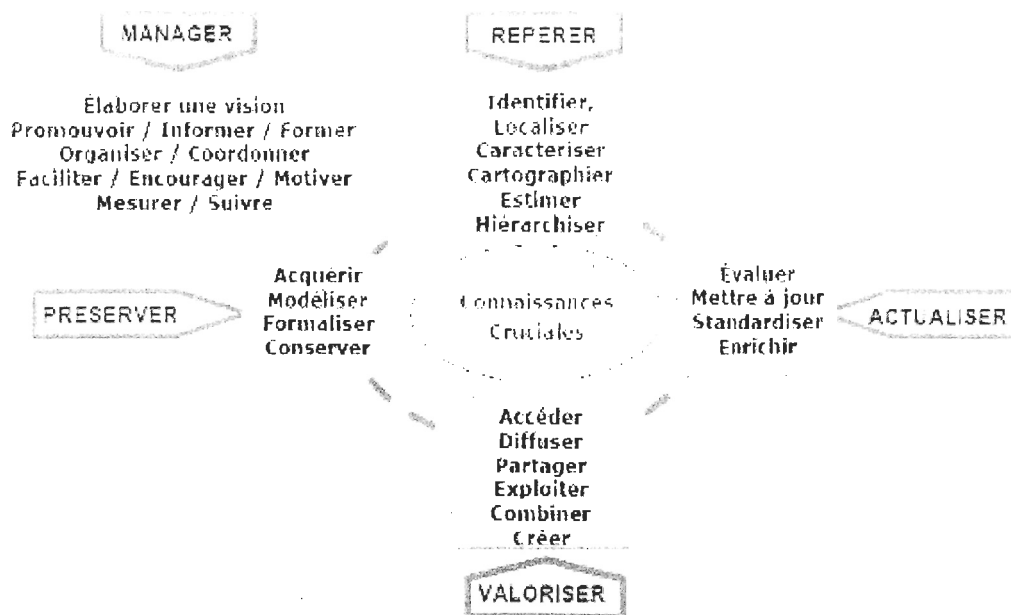 MANAGER
Élaborer une vision
Promouvoir / Informer / Former
Organiser / Coordonner
Faciliter / Encourager / Motiver
Mesurer / Suivre
REPERER
Identifier,
Localiser
Caractériser
Cartographier
Estimer
Hiérarchiser
PRESERVER
Acquérir
Modéliser
Formaliser
Conserver
Connaissances
Cruciales
Évaluer
Mettre à jour
Standardiser
Enrichir
ACTUALISER
Accéder
Diffuser
Partager
Exploiter
Combiner
Créer
VALORISER